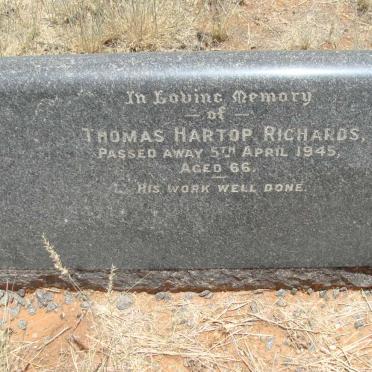 In Loving Memory
of
THOMAS HARTOP RICHARDS,
PASSED AWAY 5TH APRIL 1945,
AGED 66.
HIS WORK WELL DONE.